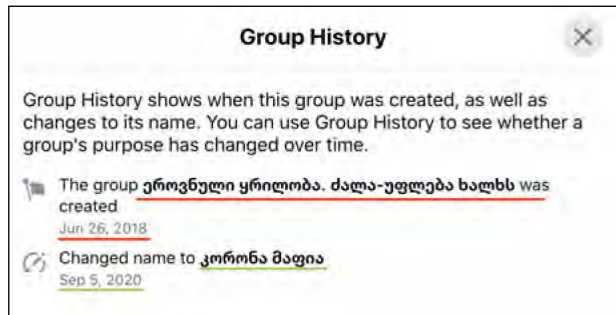 Group History
Group History shows when this group was created, as well as
changes to its name. You can use Group History to see whether a
group's purpose has changed over time.
The group ეროვნული ყრილობა. ძალა-უფლება ხალხს was
created
Jun 26, 2018
Changed name to კორონა მაფია
Sep 5, 2020